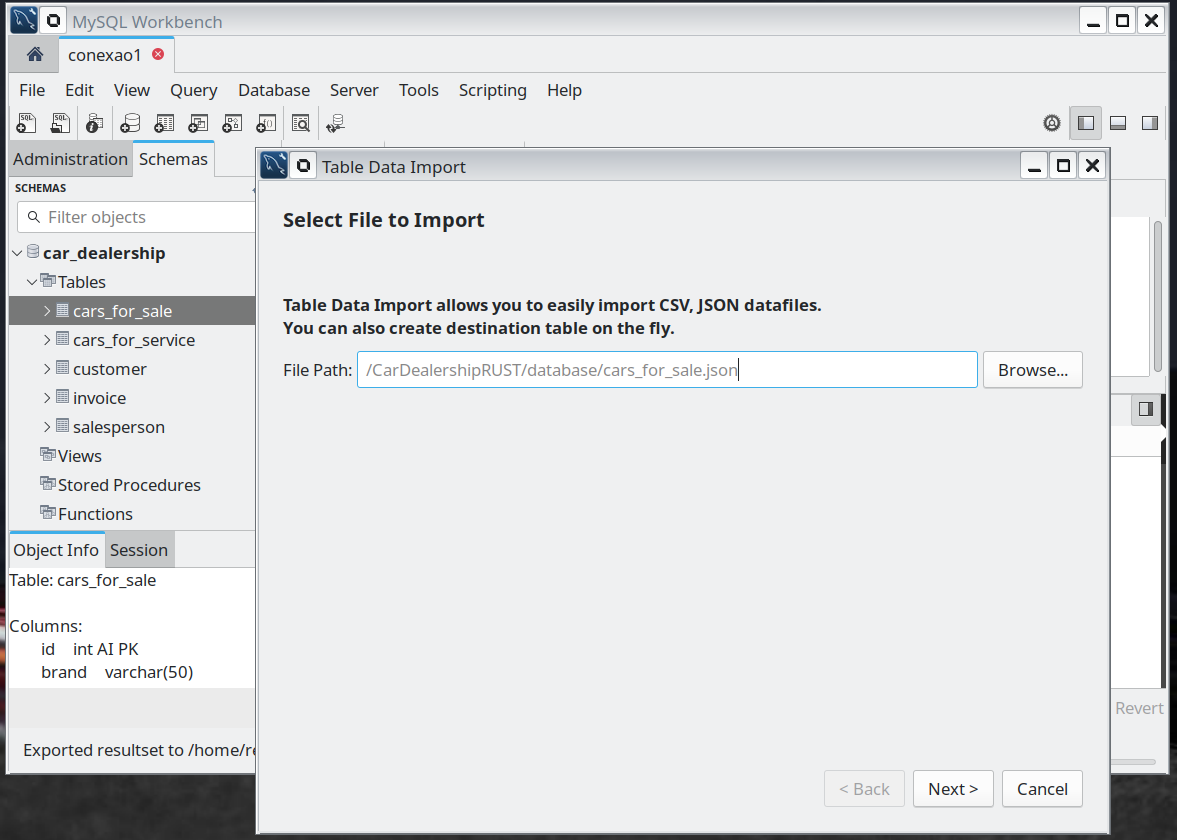 MySQL Workbench
conexao1
File Edit View Query Database Server Tools Scripting Help
Administration Schemas
SCHEMAS
Filter objects
car_dealership
Tables
cars_for_sale
cars_for_service
customer
invoice
salesperson
Views
Stored Procedures
Functions
Object Info Session
Table: cars_for_sale
Columns:
id int AI PK
brand varchar(50)
Exported resultset to /home/re
Table Data Import
Select File to Import
Table Data Import allows you to easily import CSV, JSON datafiles.
You can also create destination table on the fly.
File Path: /CarDealershipRUST/database/cars_for_sale.json Browse...
< Back Next > Cancel
Revert